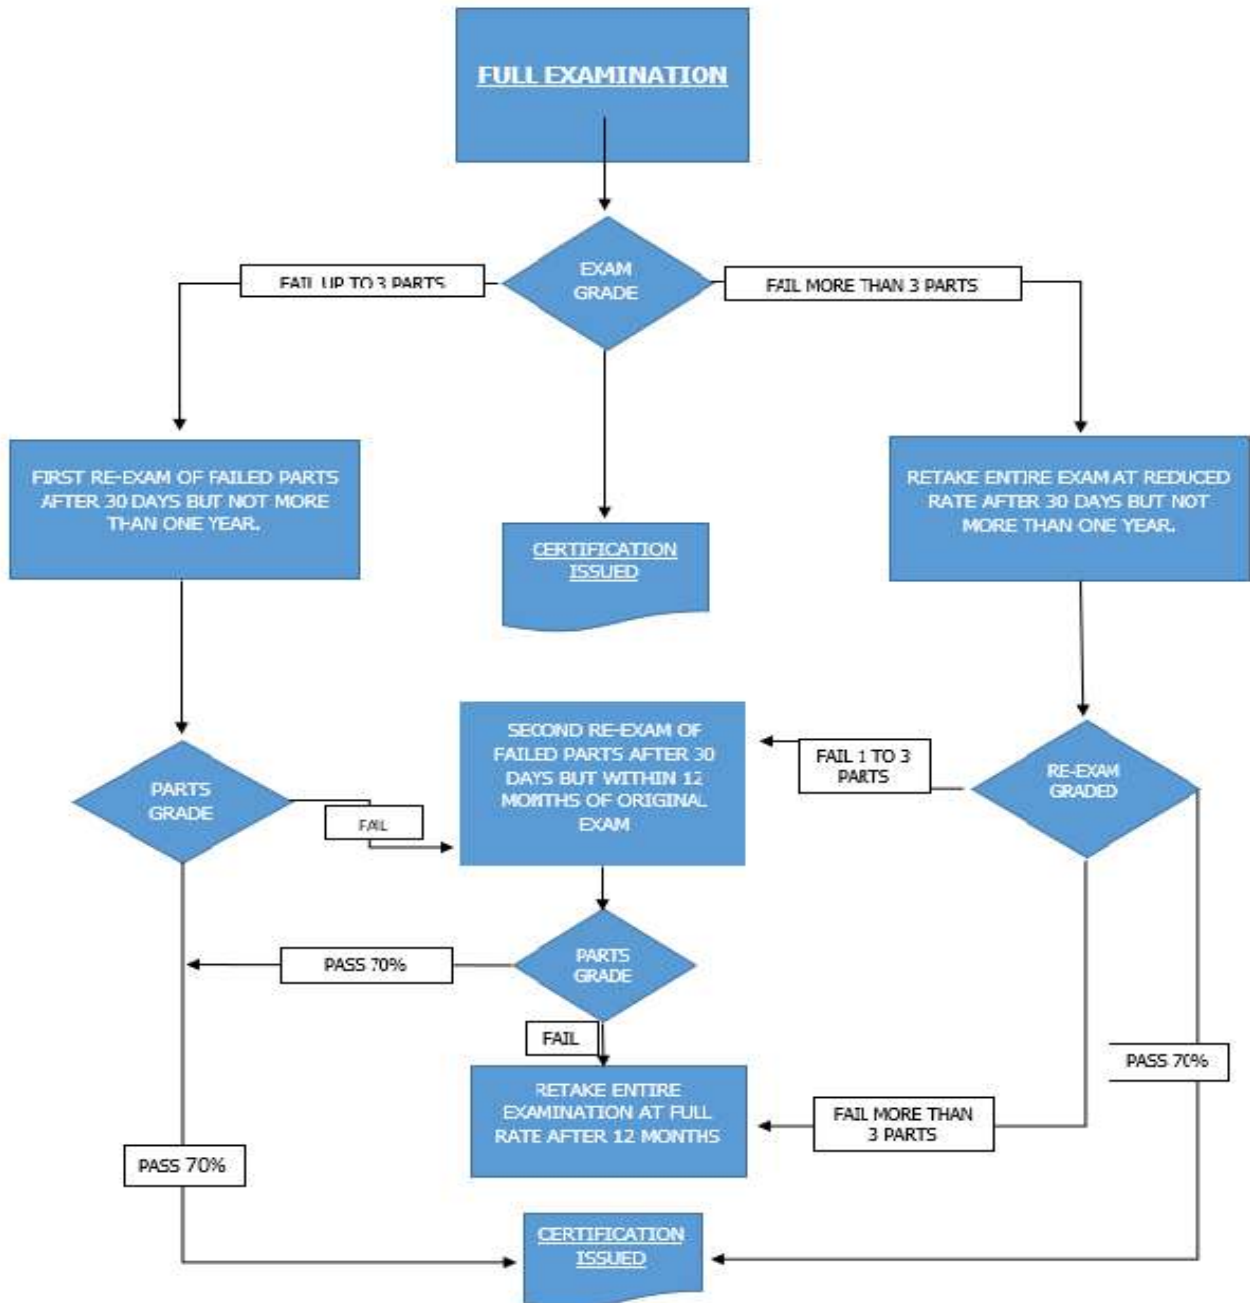 FULL EXAMINATION
EXAM
GRADE
FAIL UP TO 3 PARTS
FAIL MORE THAN 3 PARTS
FIRST RE-EXAM OF FAILED PARTS
AFTER 30 DAYS BUT NOT MORE
THAN ONE YEAR.
RETAKE ENTIRE EXAM AT REDUCED
RATE AFTER 30 DAYS BUT NOT
MORE THAN ONE YEAR.
CERTIFICATION
ISSUED
SECOND RE-EXAM OF
FAILED PARTS AFTER 30
DAYS BUT WITHIN 12
MONTHS OF ORIGINAL
EXAM
FAIL 1 TO 3
PARTS
RE-EXAM
GRADED
PARTS
GRADE
FAIL
PARTS
GRADE
PASS 70%
FAIL
PASS 70%
RETAKE ENTIRE
EXAMINATION AT FULL
RATE AFTER 12 MONTHS
FAIL MORE THAN
3 PARTS
PASS 70%
CERTIFICATION
ISSUED